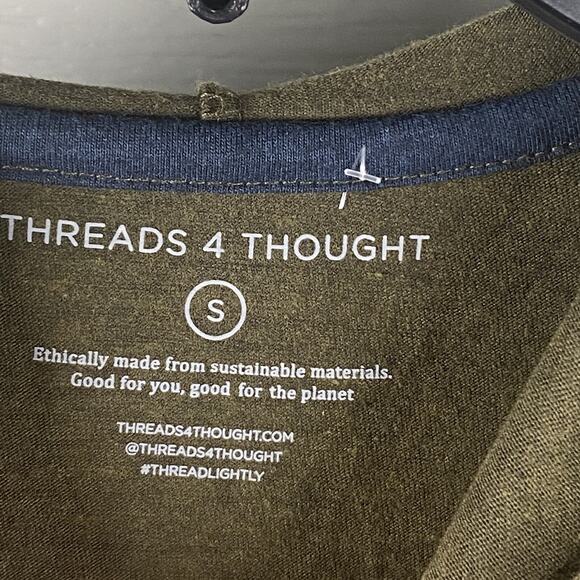 THREADS 4 THOUGHT
S
Ethically made from sustainable materials.
Good for you, good for the planet
THREADS4THOUGHT.COM
@THREADS4THOUGHT
#THREADLIGHTLY